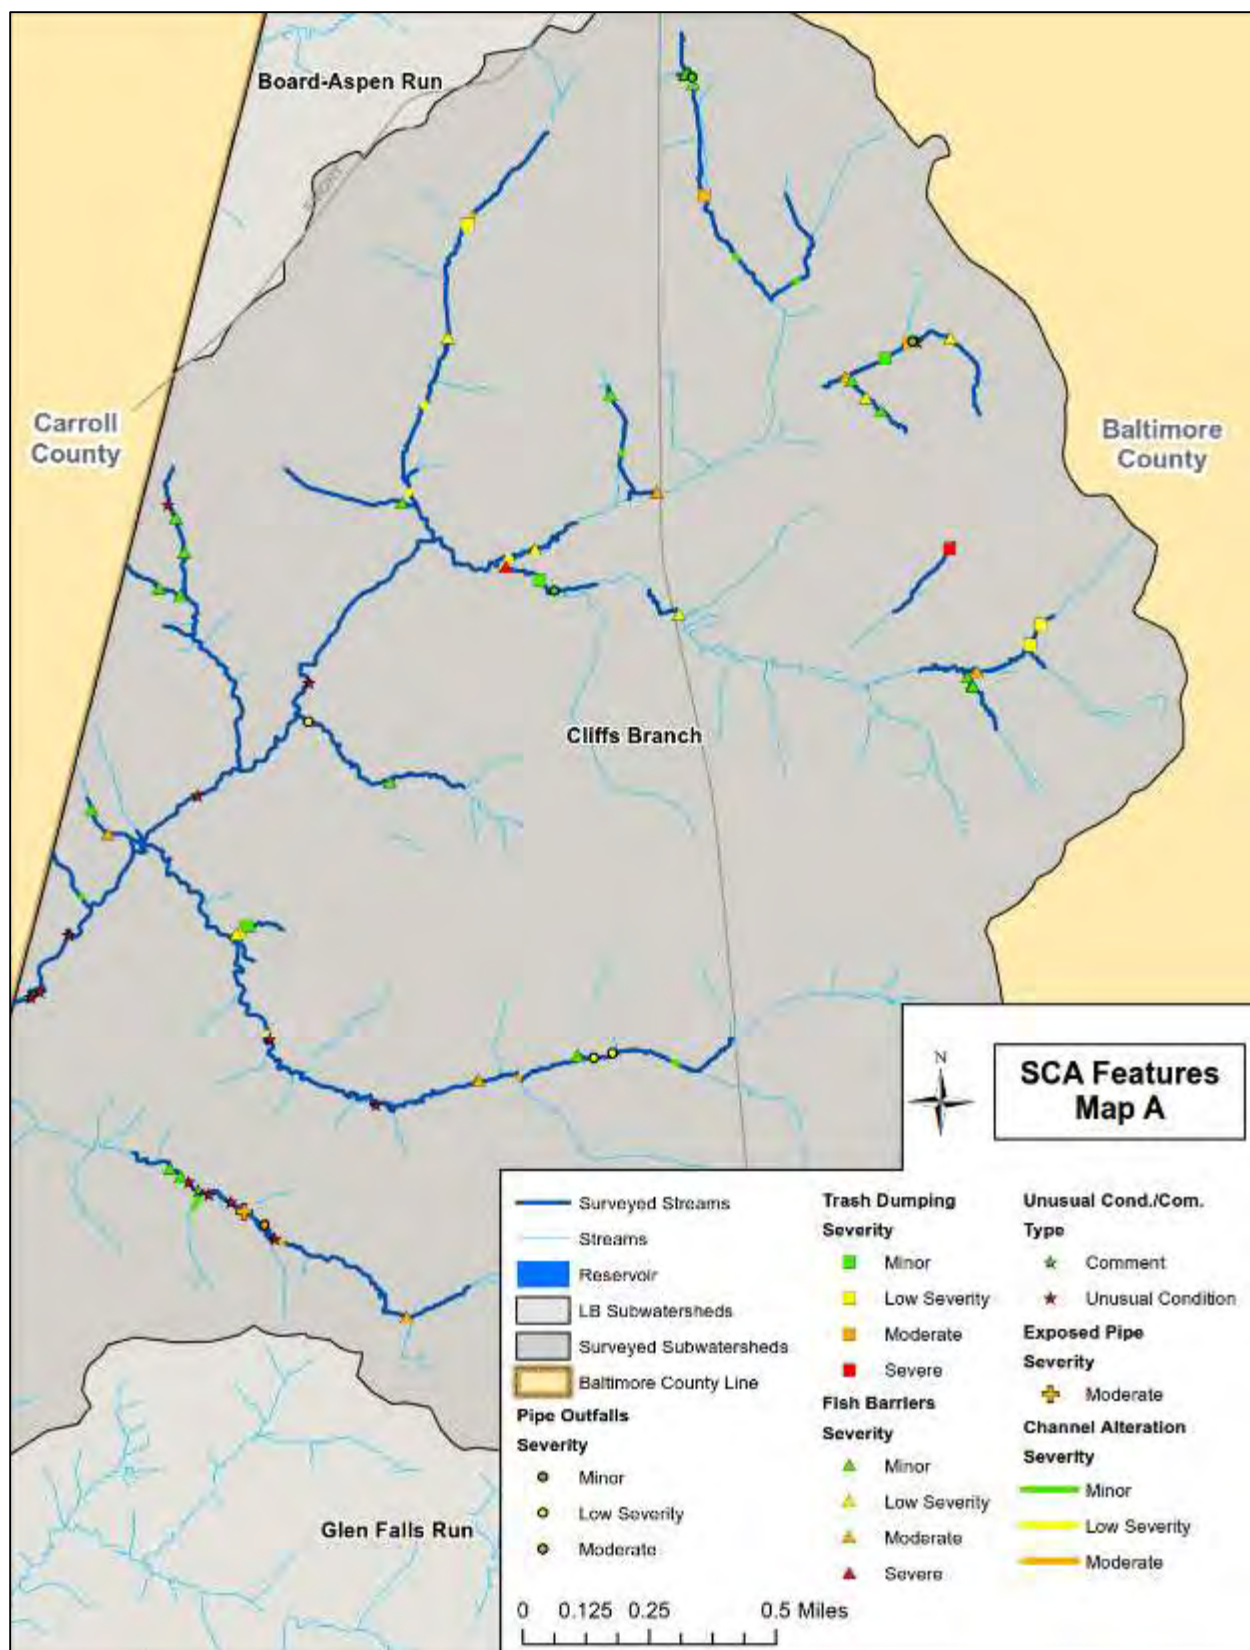 Board-Aspen Run
Carroll
County
Baltimore
County
Cliffs Branch
N
SCA Features
Map A
Surveyed Streams
Streams
Reservoir
LB Subwatersheds
Surveyed Subwatersheds
Baltimore County Line
Pipe Outfalls
Severity
Minor
Low Severity
Moderate
Trash Dumping
Severity
Minor
Low Severity
Moderate
Severe
Fish Barriers
Severity
Minor
Low Severity
Moderate
Severe
Unusual Cond./Com.
Type
Comment
Unusual Condition
Exposed Pipe
Severity
Moderate
Channel Alteration
Severity
Minor
Low Severity
Moderate
Glen Falls Run
0 0.125 0.25 0.5 Miles